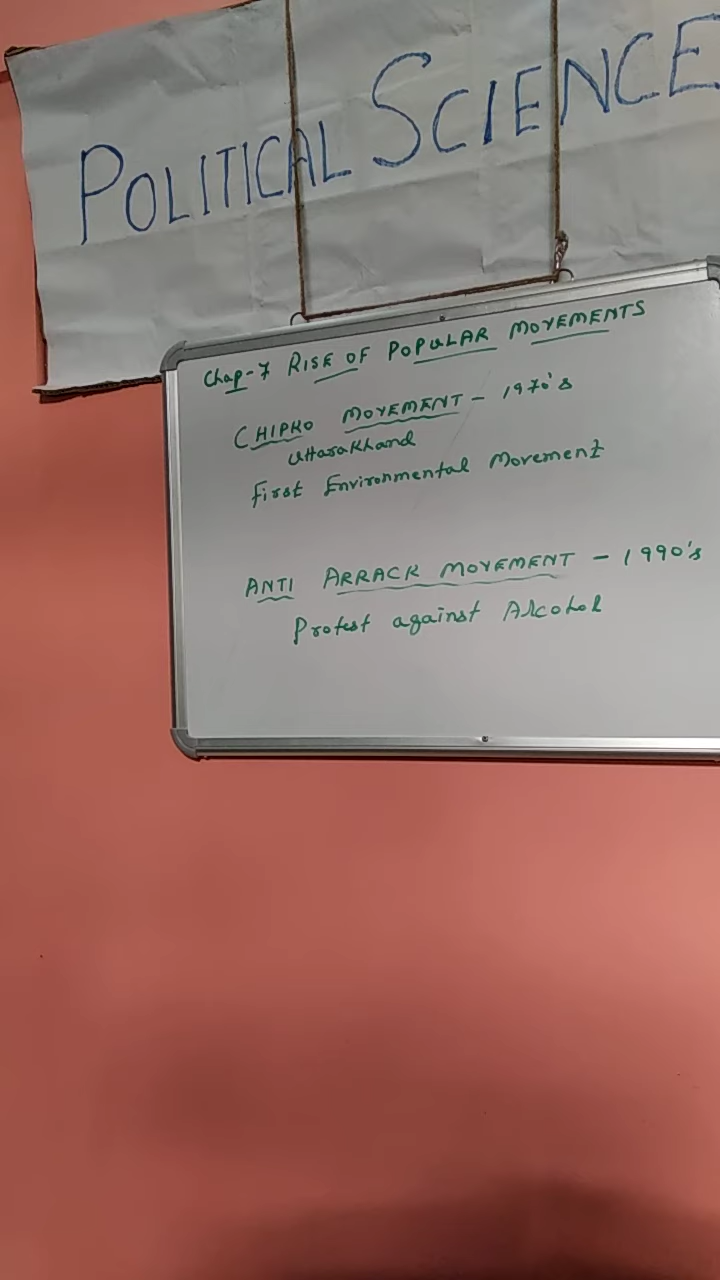 POLITICAL SCIENCE
Chap-7 RISE OF POPULAR MOVEMENTS
CHIPKO MOVEMENT - 1970's
Uttarakhand
First Environmental Movement
ANTI ARRACK MOVEMENT - 1990's
Protest against Alcohol